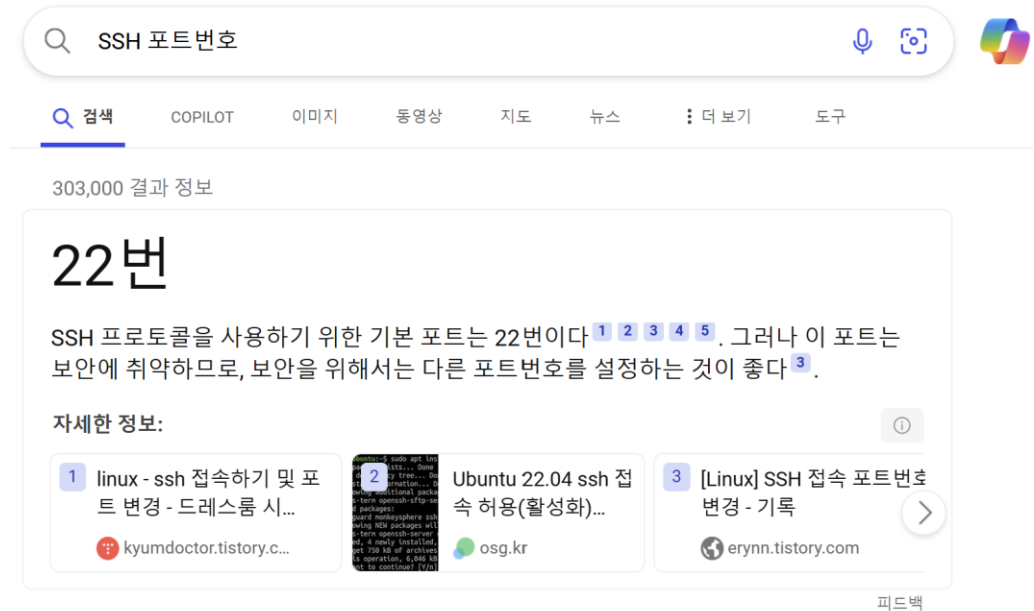 SSH 포트번호
검색 COPILOT 이미지 동영상 지도 뉴스 더 보기 도구
303,000 결과 정보
22번
SSH 프로토콜을 사용하기 위한 기본 포트는 22번이다 1 2 3 4 5 . 그러나 이 포트는
보안에 취약하므로, 보안을 위해서는 다른 포트번호를 설정하는 것이 좋다 3 .
자세한 정보:
1 linux - ssh 접속하기 및 포
트 변경 - 드레스룸 시...
kyumdoctor.tistory.c...
2 Ubuntu 22.04 ssh 접
속 허용(활성화)...
osg.kr
3 [Linux] SSH 접속 포트번호
변경 - 기록
erynn.tistory.com
피드백